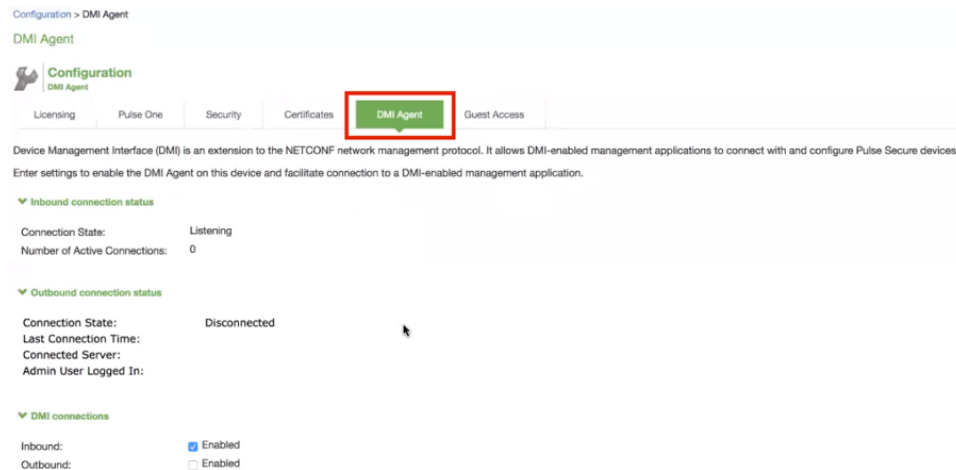 Configuration > DMI Agent
DMI Agent
Configuration
DMI Agent
Licensing Pulse One Security Certificates DMI Agent Guest Access
Device Management Interface (DMI) is an extension to the NETCONF network management protocol. It allows DMI-enabled management applications to connect with and configure Pulse Secure devices
Enter settings to enable the DMI Agent on this device and facilitate connection to a DMI-enabled management application.
Inbound connection status
Connection State: Listening
Number of Active Connections: 0
Outbound connection status
Connection State: Disconnected
Last Connection Time:
Connected Server:
Admin User Logged In:
DMI connections
Inbound: Enabled
Outbound: Enabled